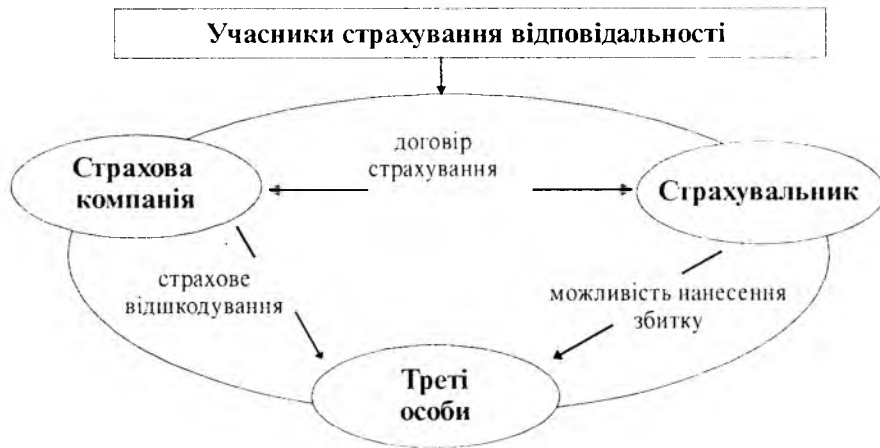 Учасники страхування відповідальності
договір
страхування
Страхова
компанія
Страхувальник
страхове
відшкодування
можливість нанесення
збитку
Треті
особи